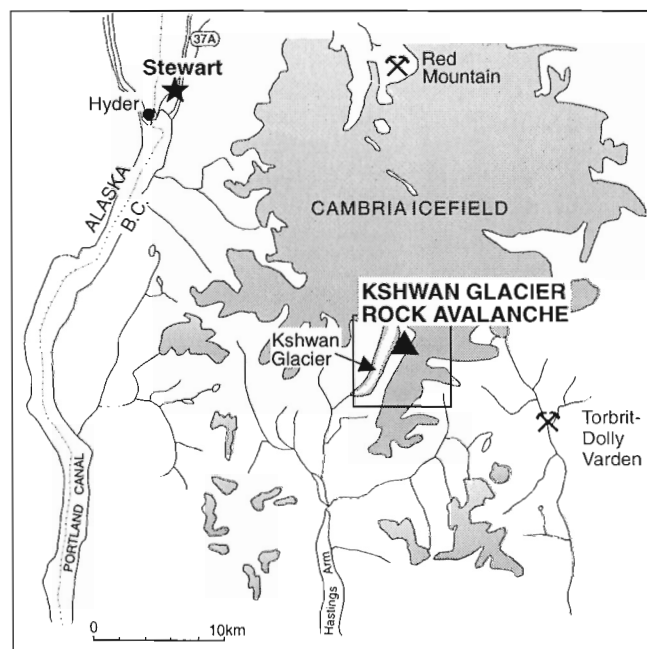 37A
Stewart
Hyder
Red
Mountain
ALASKA
B.C.
CAMBRIA ICEFIELD
KSHWAN GLACIER
ROCK AVALANCHE
Kshwan
Glacier
Torbrit-
Dolly
Varden
PORTLAND CANAL
Hastings Arm
0 10km